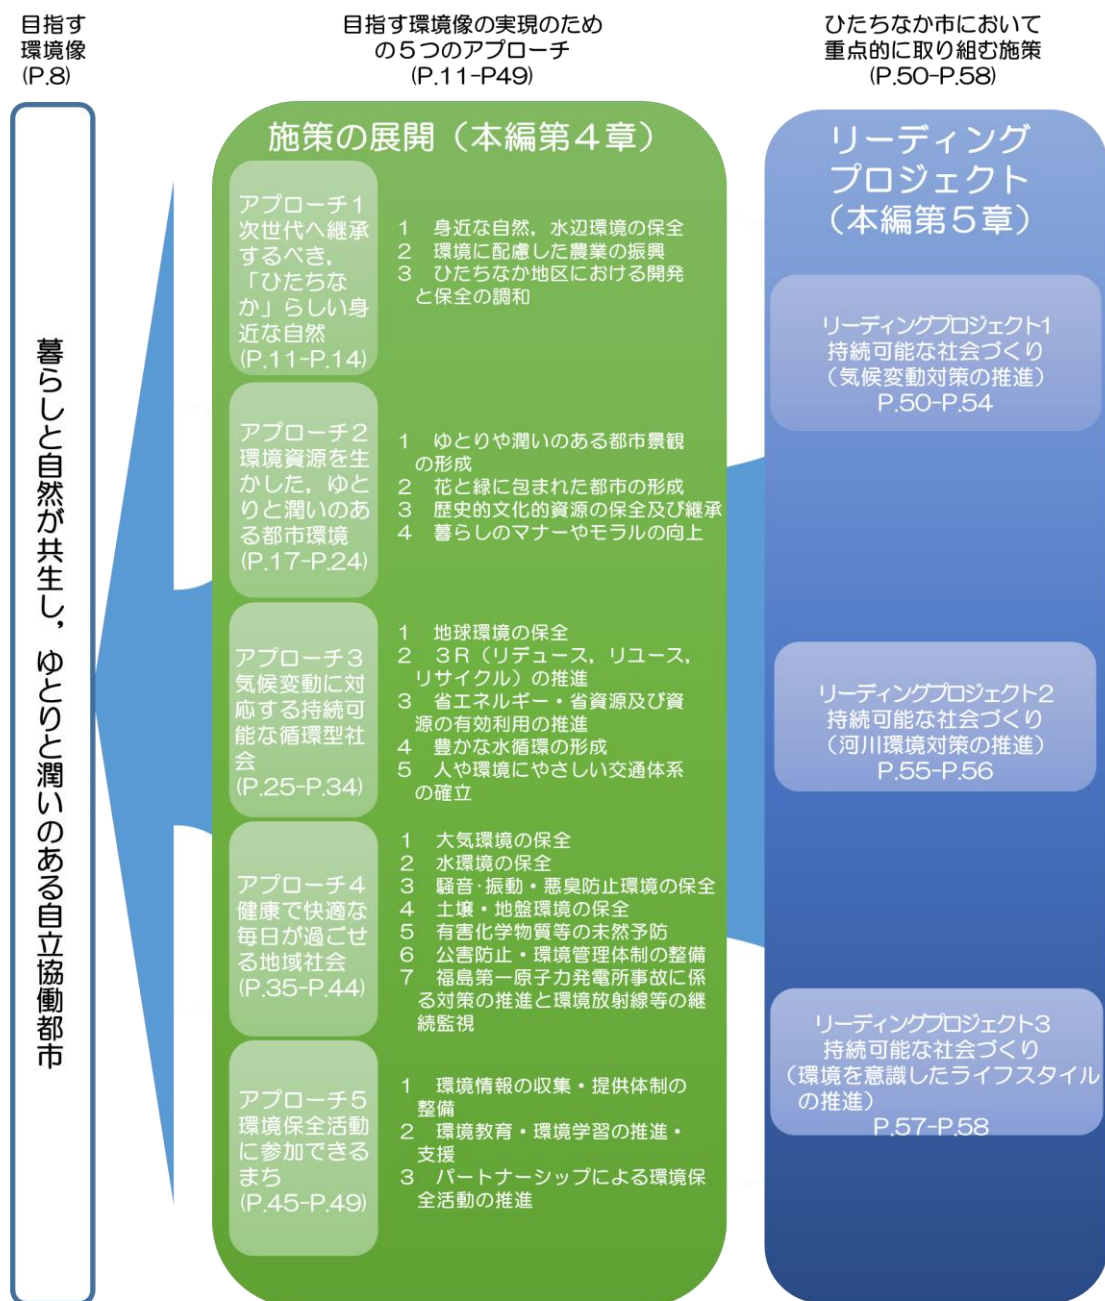 目指す
環境像
(P.8)
目指す環境像の実現のため
の５つのアプローチ
(P.11-P49)
ひたちなか市において
重点的に取り組む施策
(P.50-P.58)
暮らしと自然が共生し，ゆとりと潤いのある自立協働都市
施策の展開（本編第４章）
アプローチ１
次世代へ継承
するべき，
「ひたちな
か」らしい身
近な自然
(P.11-P.14)
１　身近な自然，水辺環境の保全
２　環境に配慮した農業の振興
３　ひたちなか地区における開発
と保全の調和
アプローチ２
環境資源を生
かした，ゆと
りと潤いのあ
る都市環境
(P.17-P.24)
１　ゆとりや潤いのある都市景観
の形成
２　花と緑に包まれた都市の形成
３　歴史的文化的資源の保全及び継承
４　暮らしのマナーやモラルの向上
アプローチ３
気候変動に対
応する持続可
能な循環型社
会
(P.25-P.34)
１　地球環境の保全
２　３Ｒ（リデュース，リユース，
リサイクル）の推進
３　省エネルギー・省資源及び資
源の有効利用の推進
４　豊かな水循環の形成
５　人や環境にやさしい交通体系
の確立
アプローチ４
健康で快適な
毎日が過ごせ
る地域社会
(P.35-P.44)
１　大気環境の保全
２　水環境の保全
３　騒音・振動・悪臭防止環境の保全
４　土壌・地盤環境の保全
５　有害化学物質等の未然予防
６　公害防止・環境管理体制の整備
７　福島第一原子力発電所事故に係
る対策の推進と環境放射線等の継
続監視
アプローチ５
環境保全活動
に参加できる
まち
(P.45-P.49)
１　環境情報の収集・提供体制の
整備
２　環境教育・環境学習の推進・
支援
３　パートナーシップによる環境保
全活動の推進
リーディング
プロジェクト
（本編第５章）
リーディングプロジェクト1
持続可能な社会づくり
（気候変動対策の推進）
P.50-P.54
リーディングプロジェクト2
持続可能な社会づくり
（河川環境対策の推進）
P.55-P.56
リーディングプロジェクト3
持続可能な社会づくり
（環境を意識したライフスタイル
の推進）
P.57-P.58